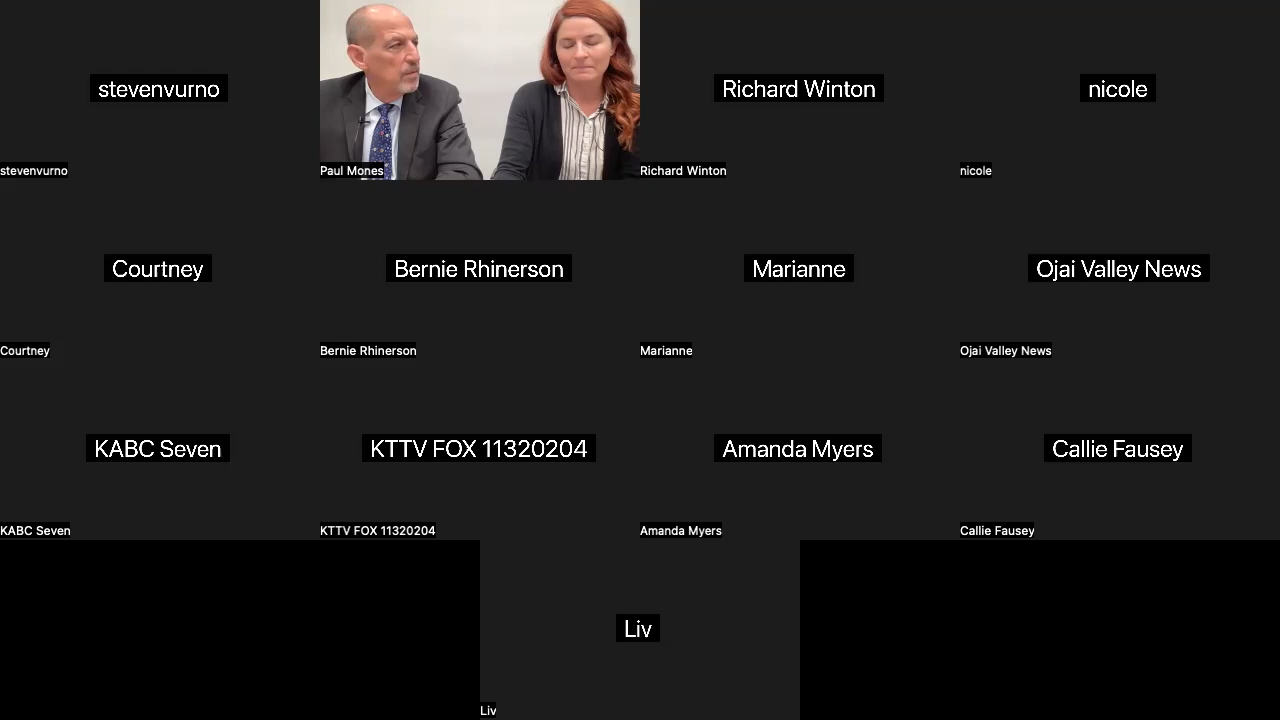 stevenvurno
Richard Winton
nicole
stevenvurno
Paul Mones
Richard Winton
nicole
Courtney
Bernie Rhinerson
Marianne
Ojai Valley News
Courtney
Bernie Rhinerson
Marianne
Ojai Valley News
KABC Seven
KTTV FOX 11320204
Amanda Myers
Callie Fausey
KABC Seven
KTTV FOX 11320204
Amanda Myers
Callie Fausey
Liv
Liv